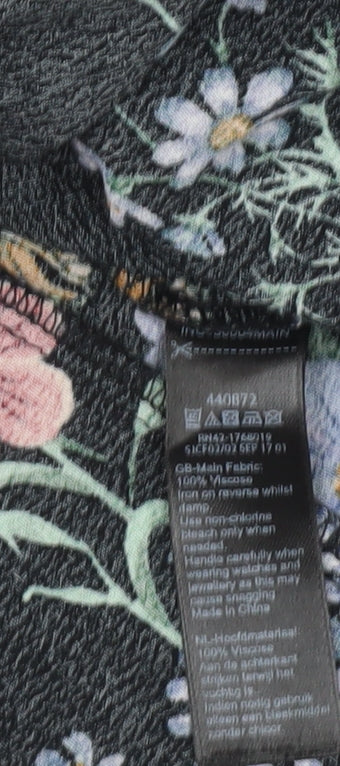 440872
S1CF02/02 SEP 17 01
GB-Main Fabric:
100% Viscose
Iron on reverse whilst
damp
Use non-chlorine
bleach only when
needed.
Handle carefully when
wearing watches and
jewellery as this may
cause snagging
Made in China
NL-Hoofdmateriaal:
100% Viscose
Aan de achterkant
strijken terwijl het
vochtig is.
Indien nodig gebruik
alleen een bleekmiddel
zonder chloor